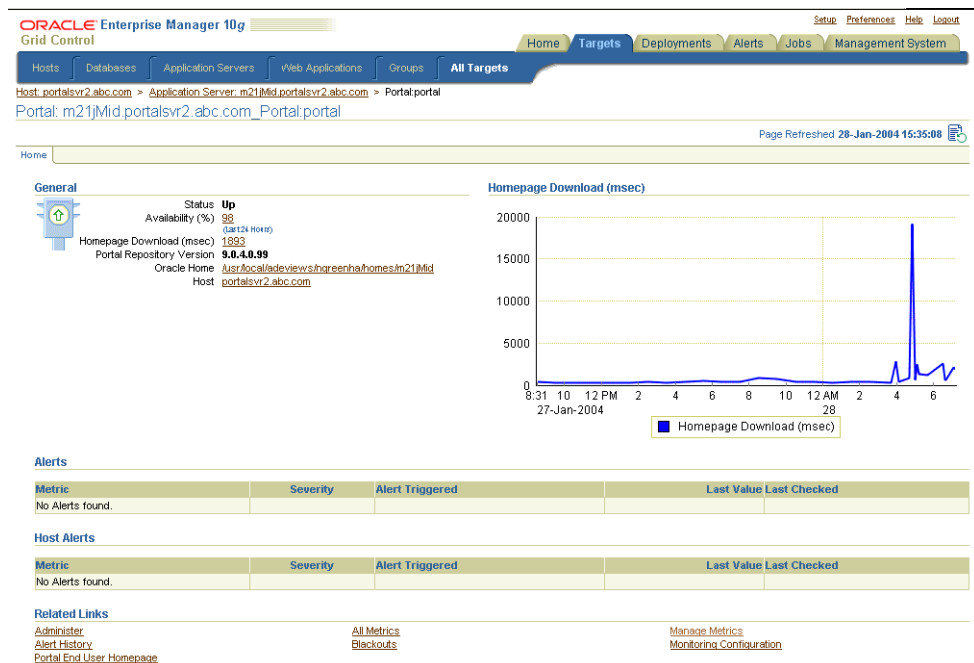 ORACLE Enterprise Manager 10g
Grid Control
Setup Preferences Help Logout
Home Targets Deployments Alerts Jobs Management System
Hosts Databases Application Servers Web Applications Groups All Targets
Host: portalsvr2.abc.com > Application Server: m21jMid.portalsvr2.abc.com > Portal:portal
Portal: m21jMid.portalsvr2.abc.com_Portal:portal
Page Refreshed 28-Jan-2004 15:35:08
Home
General
Status Up
Availability (%) 98
(Last 24 Hours)
Homepage Download (msec) 1893
Portal Repository Version 9.0.4.0.99
Oracle Home /usr/local/adeviews/ngreenha/homes/m21jMid
Host portalsvr2.abc.com
Homepage Download (msec)
20000
15000
10000
5000
0
8:31 10 12 PM 2 4 6 8 10 12 AM 2 4 6
27-Jan-2004 28
Homepage Download (msec)
Alerts
Metric Severity Alert Triggered Last Value Last Checked
No Alerts found.
Host Alerts
Metric Severity Alert Triggered Last Value Last Checked
No Alerts found.
Related Links
Administer All Metrics Manage Metrics
Alert History Blackouts Monitoring Configuration
Portal End User Homepage